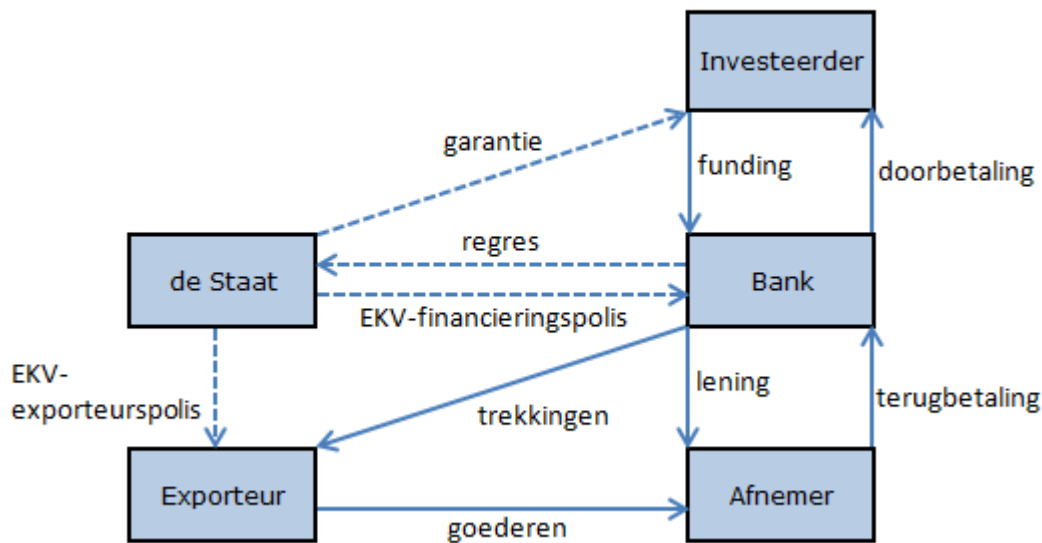 Investeerder
garantie
funding
doorbetaling
regres
de Staat
Bank
EKV-financieringspolis
EKV-
exporteurspolis
lening
terugbetaling
trekkingen
Exporteur
Afnemer
goederen